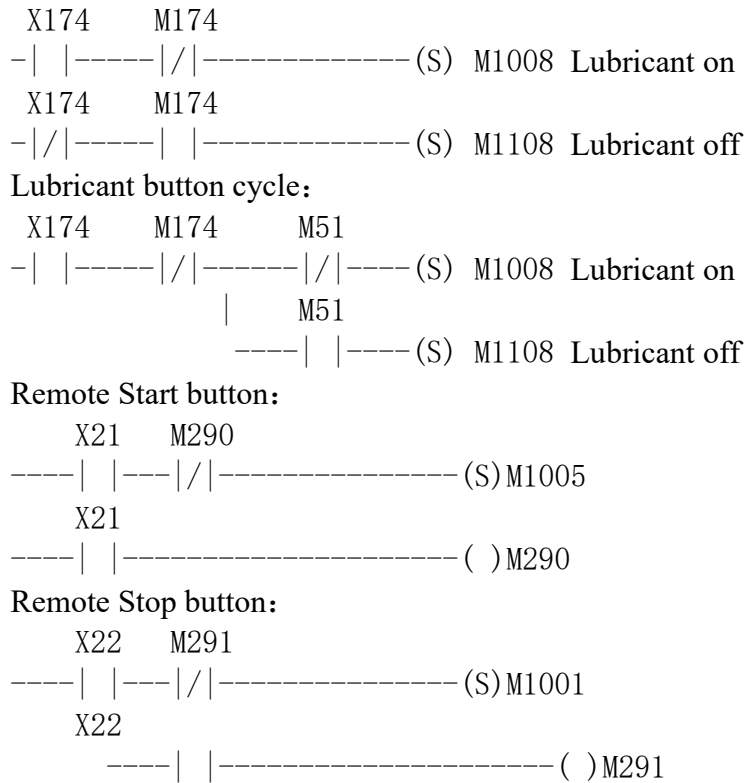 X174 M174
-| |-----|/|-------------(S) M1008 Lubricant on
X174 M174
-|/|-----| |-------------(S) M1108 Lubricant off
Lubricant button cycle：
X174 M174 M51
-| |-----|/|------|/|----(S) M1008 Lubricant on
| M51
----| |----(S) M1108 Lubricant off
Remote Start button：
X21 M290
----| |---|/|---------------(S)M1005
X21
----| |---------------------( )M290
Remote Stop button：
X22 M291
----| |---|/|---------------(S)M1001
X22
----| |---------------------( )M291